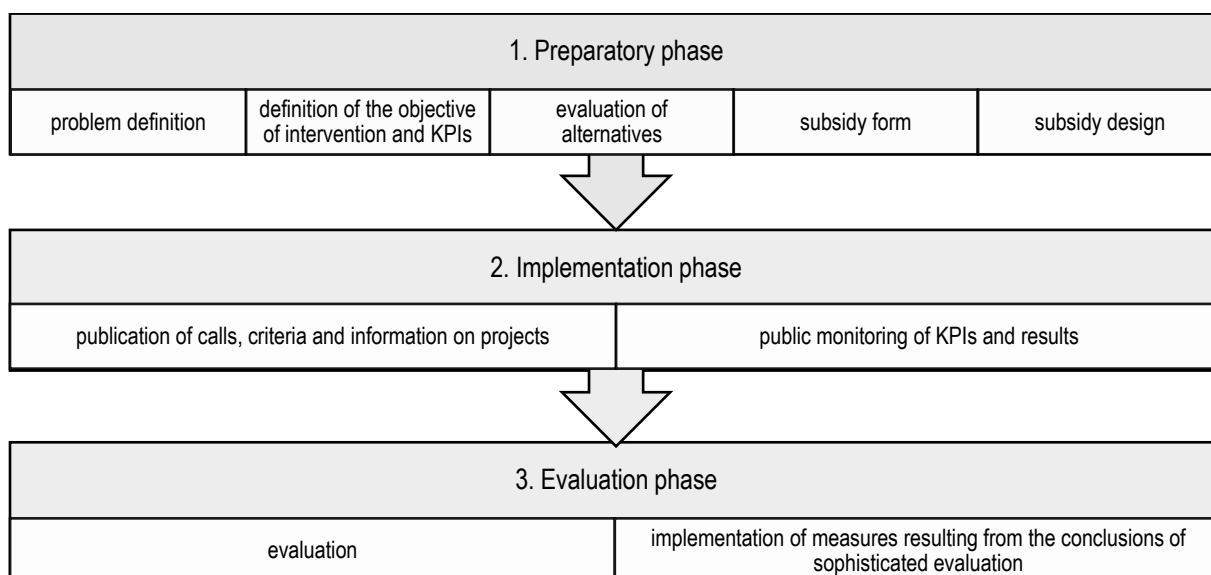 1. Preparatory phase
problem definition
definition of the objective
of intervention and KPIs
evaluation of
alternatives
subsidy form
subsidy design
2. Implementation phase
publication of calls, criteria and information on projects
public monitoring of KPIs and results
3. Evaluation phase
evaluation
implementation of measures resulting from the conclusions of
sophisticated evaluation